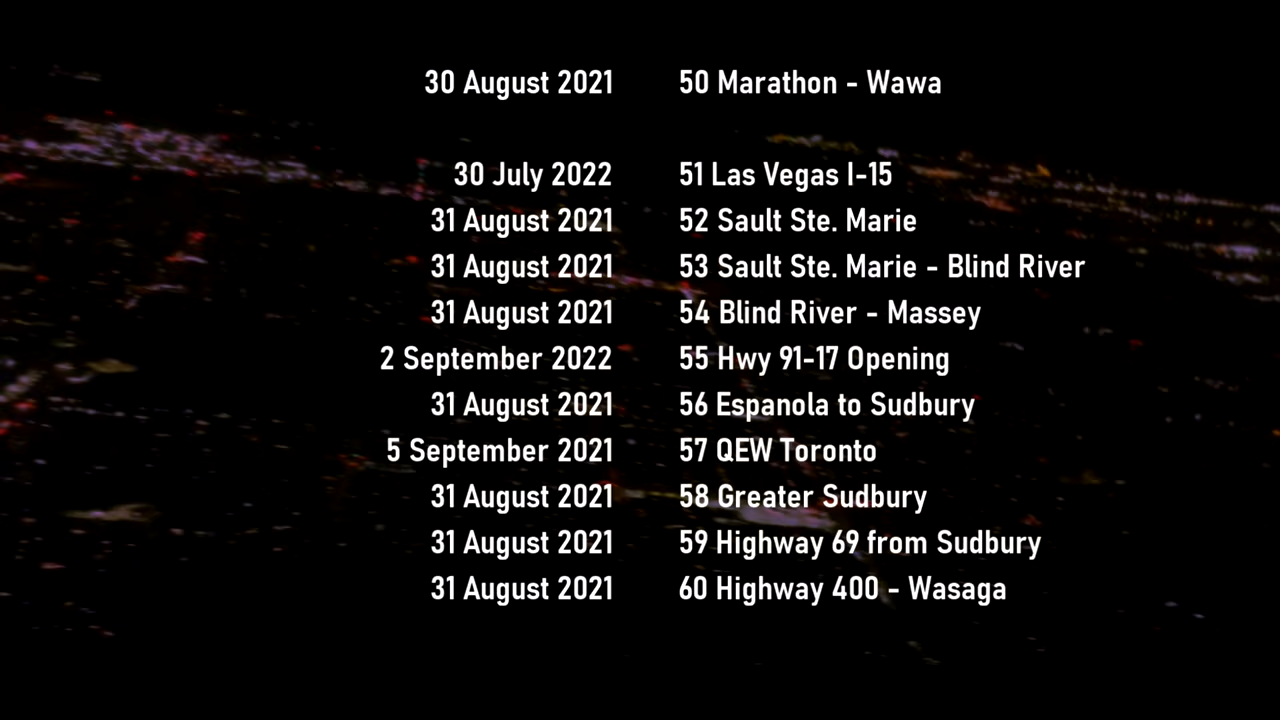 30 August 2021 50 Marathon - Wawa
30 July 2022 51 Las Vegas I-15
31 August 2021 52 Sault Ste. Marie
31 August 2021 53 Sault Ste. Marie - Blind River
31 August 2021 54 Blind River - Massey
2 September 2022 55 Hwy 91-17 Opening
31 August 2021 56 Espanola to Sudbury
5 September 2021 57 QEW Toronto
31 August 2021 58 Greater Sudbury
31 August 2021 59 Highway 69 from Sudbury
31 August 2021 60 Highway 400 - Wasaga